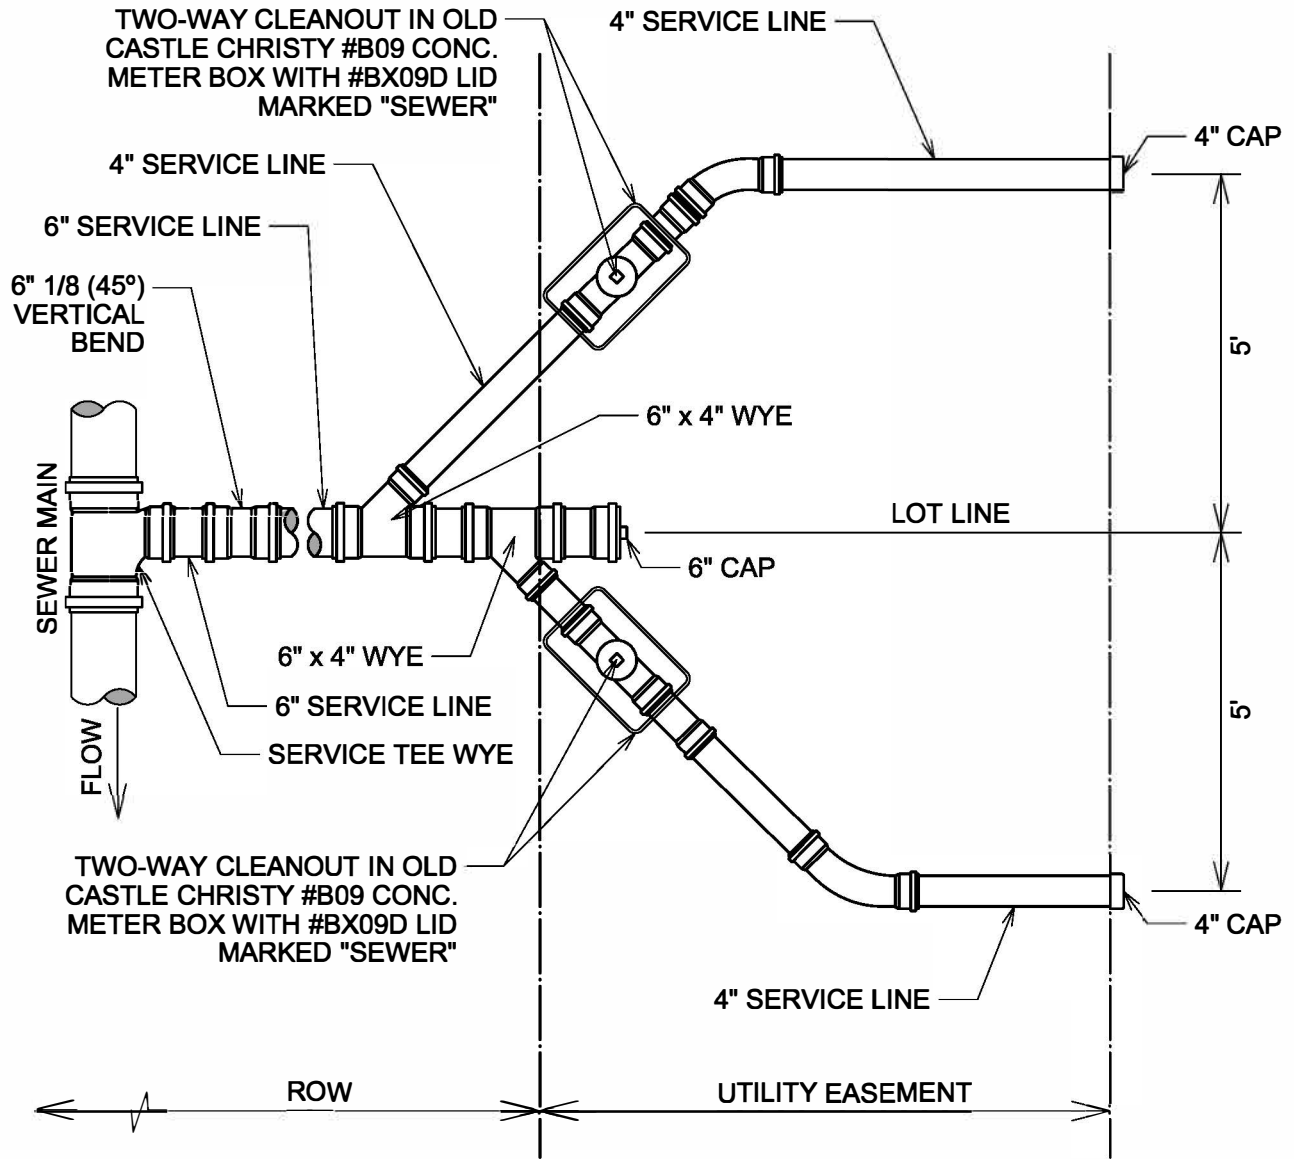 TWO-WAY CLEANOUT IN OLD
CASTLE CHRISTY #B09 CONC.
METER BOX WITH #BX09D LID
MARKED "SEWER"
4" SERVICE LINE
4" CAP
4" SERVICE LINE
6" SERVICE LINE
6" 1/8 (45º)
VERTICAL
BEND
5'
6" x 4" WYE
SEWER MAIN
LOT LINE
6" CAP
6" x 4" WYE
6" SERVICE LINE
SERVICE TEE WYE
FLOW
5'
TWO-WAY CLEANOUT IN OLD
CASTLE CHRISTY #B09 CONC.
METER BOX WITH #BX09D LID
MARKED "SEWER"
4" CAP
4" SERVICE LINE
ROW
UTILITY EASEMENT